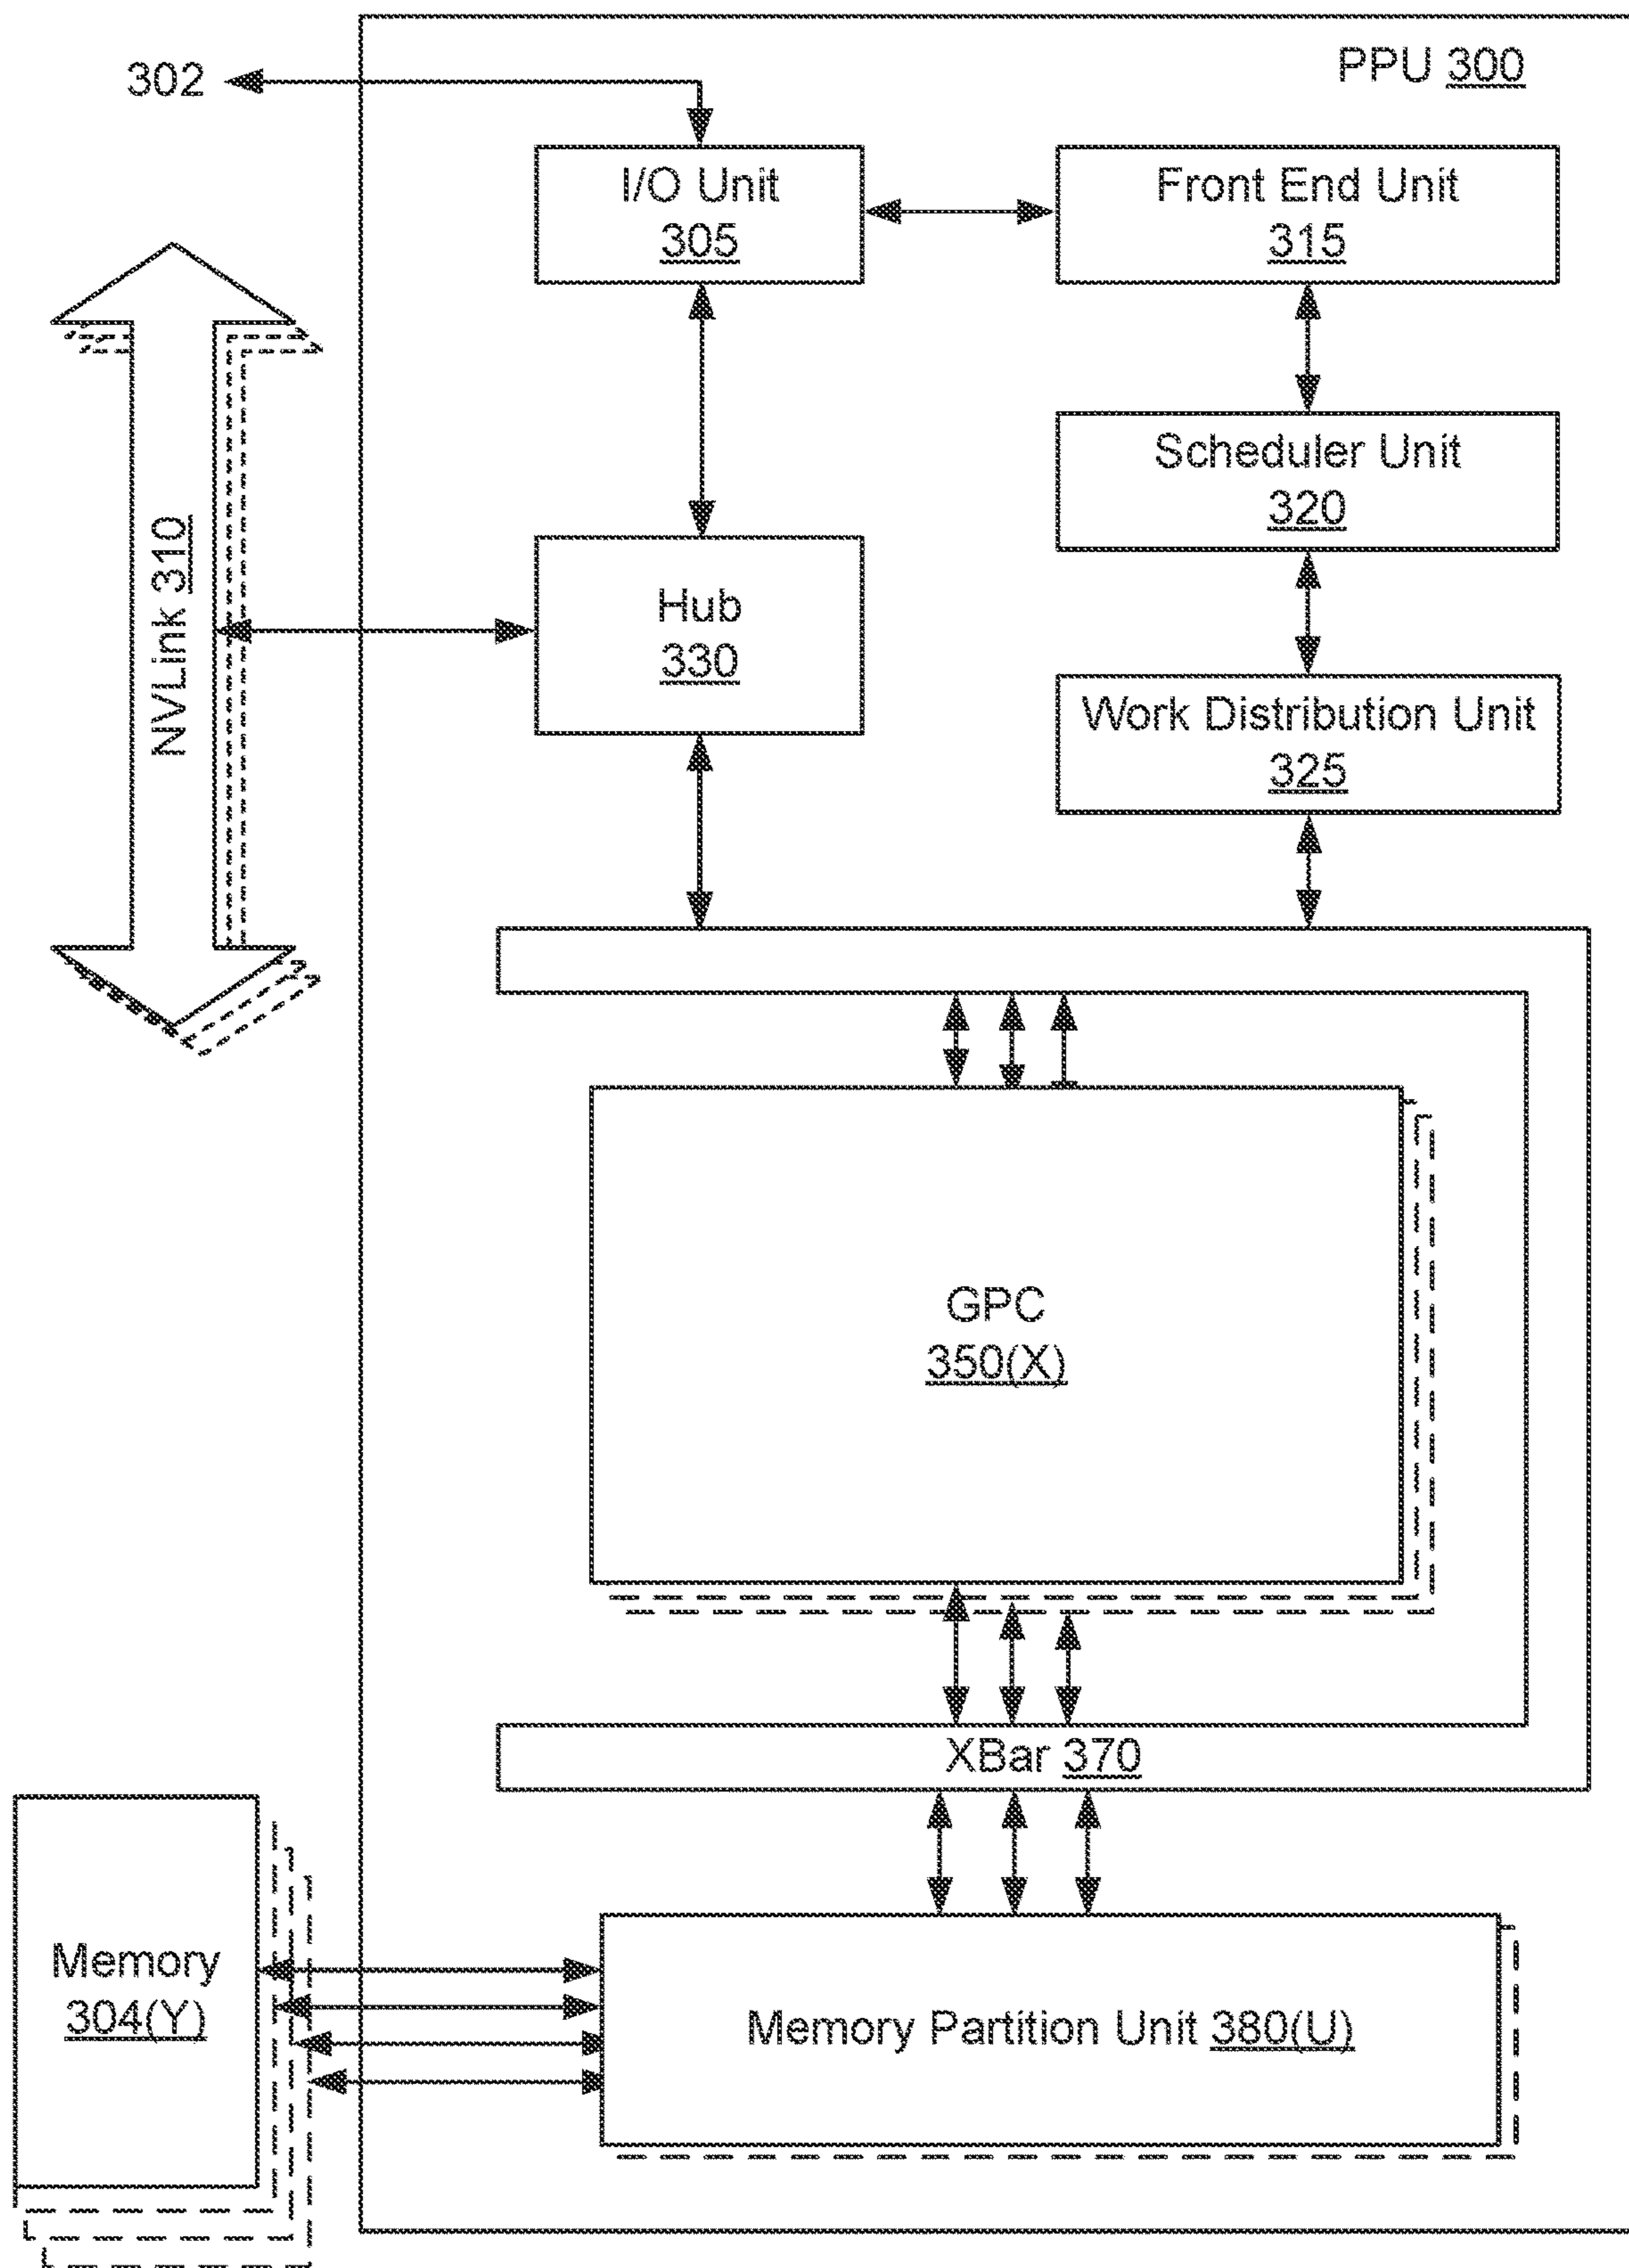 PPU 300
302
I/O Unit
305
Front End Unit
315
Scheduler Unit
320
NVLink 310
Hub
330
Work Distribution Unit
325
GPC
350(X)
XBar 370
Memory
304(Y)
Memory Partition Unit 380(U)